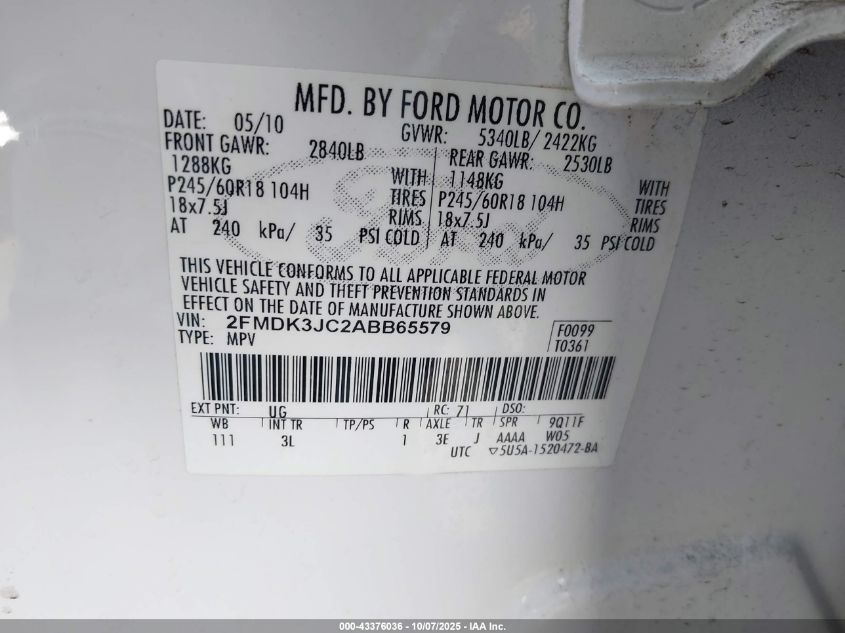 MFD. BY FORD MOTOR CO.
DATE: 05/10 GVWR: 5340LB/ 2422KG
FRONT GAWR: 2840LB REAR GAWR: 2530LB
1288KG WITH 1148KG WITH
P245/60R18 104H TIRES P245/60R18 104H TIRES
18x7.5J RIMS 18x7.5J RIMS
AT 240 kPa/ 35 PSI COLD AT 240 kPa/ 35 PSI COLD
Ford
THIS VEHICLE CONFORMS TO ALL APPLICABLE FEDERAL MOTOR
VEHICLE SAFETY AND THEFT PREVENTION STANDARDS IN
EFFECT ON THE DATE OF MANUFACTURE SHOWN ABOVE.
VIN: 2FMDK3JC2ABB65579 F0099
TYPE: MPV T0361
EXT PNT: UG RC: 71 DSO:
WB INT TR TP/PS R AXLE TR SPR 9Q11F
111 3L 1 3E J AAAA W05
UTC ▽5U5A-1520472-BA
000-43376036 - 10/07/2025 - IAA Inc.